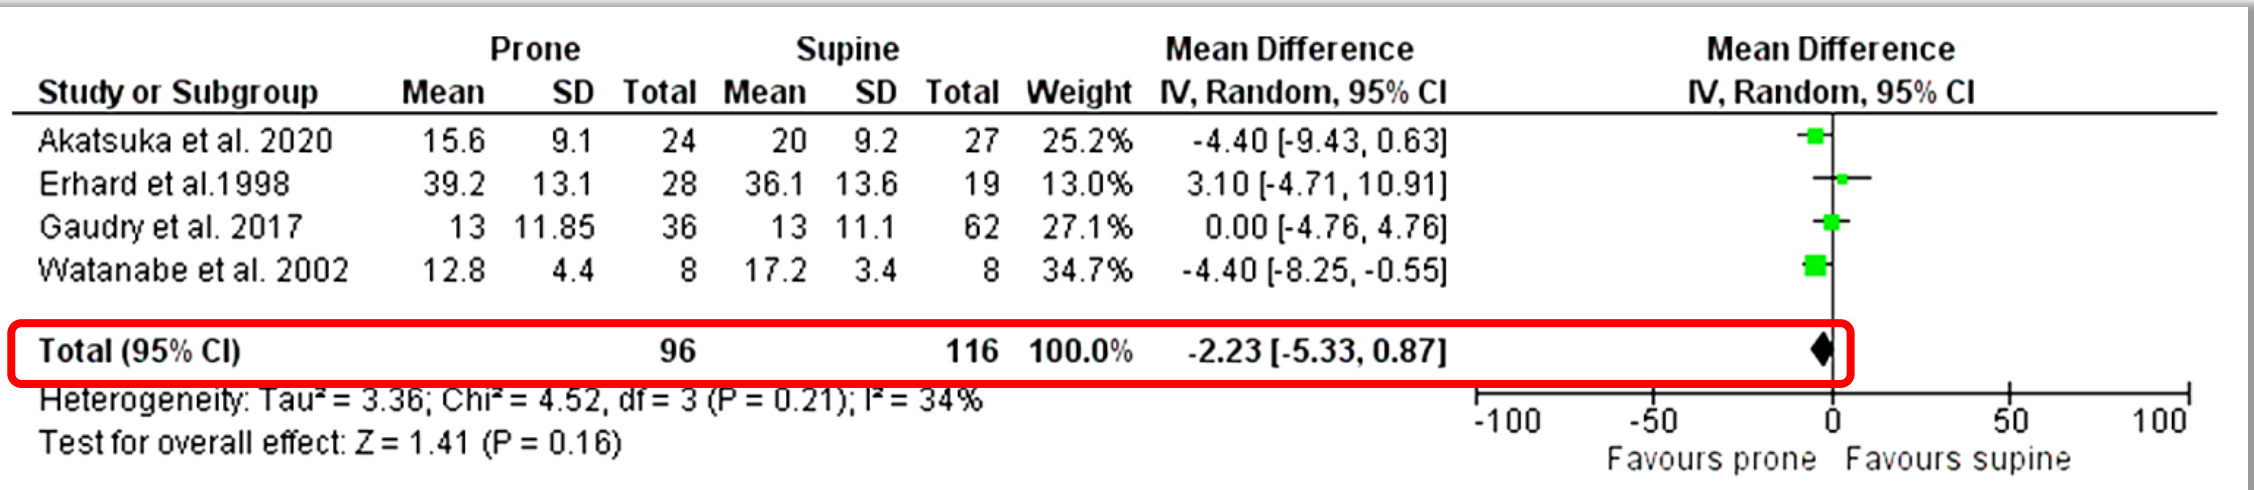 Prone Supine Mean Difference Mean Difference
Study or Subgroup Mean SD Total Mean SD Total Weight IV, Random, 95% CI IV, Random, 95% CI
Akatsuka et al. 2020 15.6 9.1 24 20 9.2 27 25.2% -4.40 [-9.43, 0.63]
Erhard et al.1998 39.2 13.1 28 36.1 13.6 19 13.0% 3.10 [-4.71, 10.91]
Gaudry et al. 2017 13 11.85 36 13 11.1 62 27.1% 0.00 [-4.76, 4.76]
Watanabe et al. 2002 12.8 4.4 8 17.2 3.4 8 34.7% -4.40 [-8.25, -0.55]
Total (95% CI) 96 116 100.0% -2.23 [-5.33, 0.87]
Heterogeneity: Tau² = 3.36; Chi² = 4.52, df = 3 (P = 0.21); I² = 34%
Test for overall effect: Z = 1.41 (P = 0.16)
-100 -50 0 50 100
Favours prone Favours supine